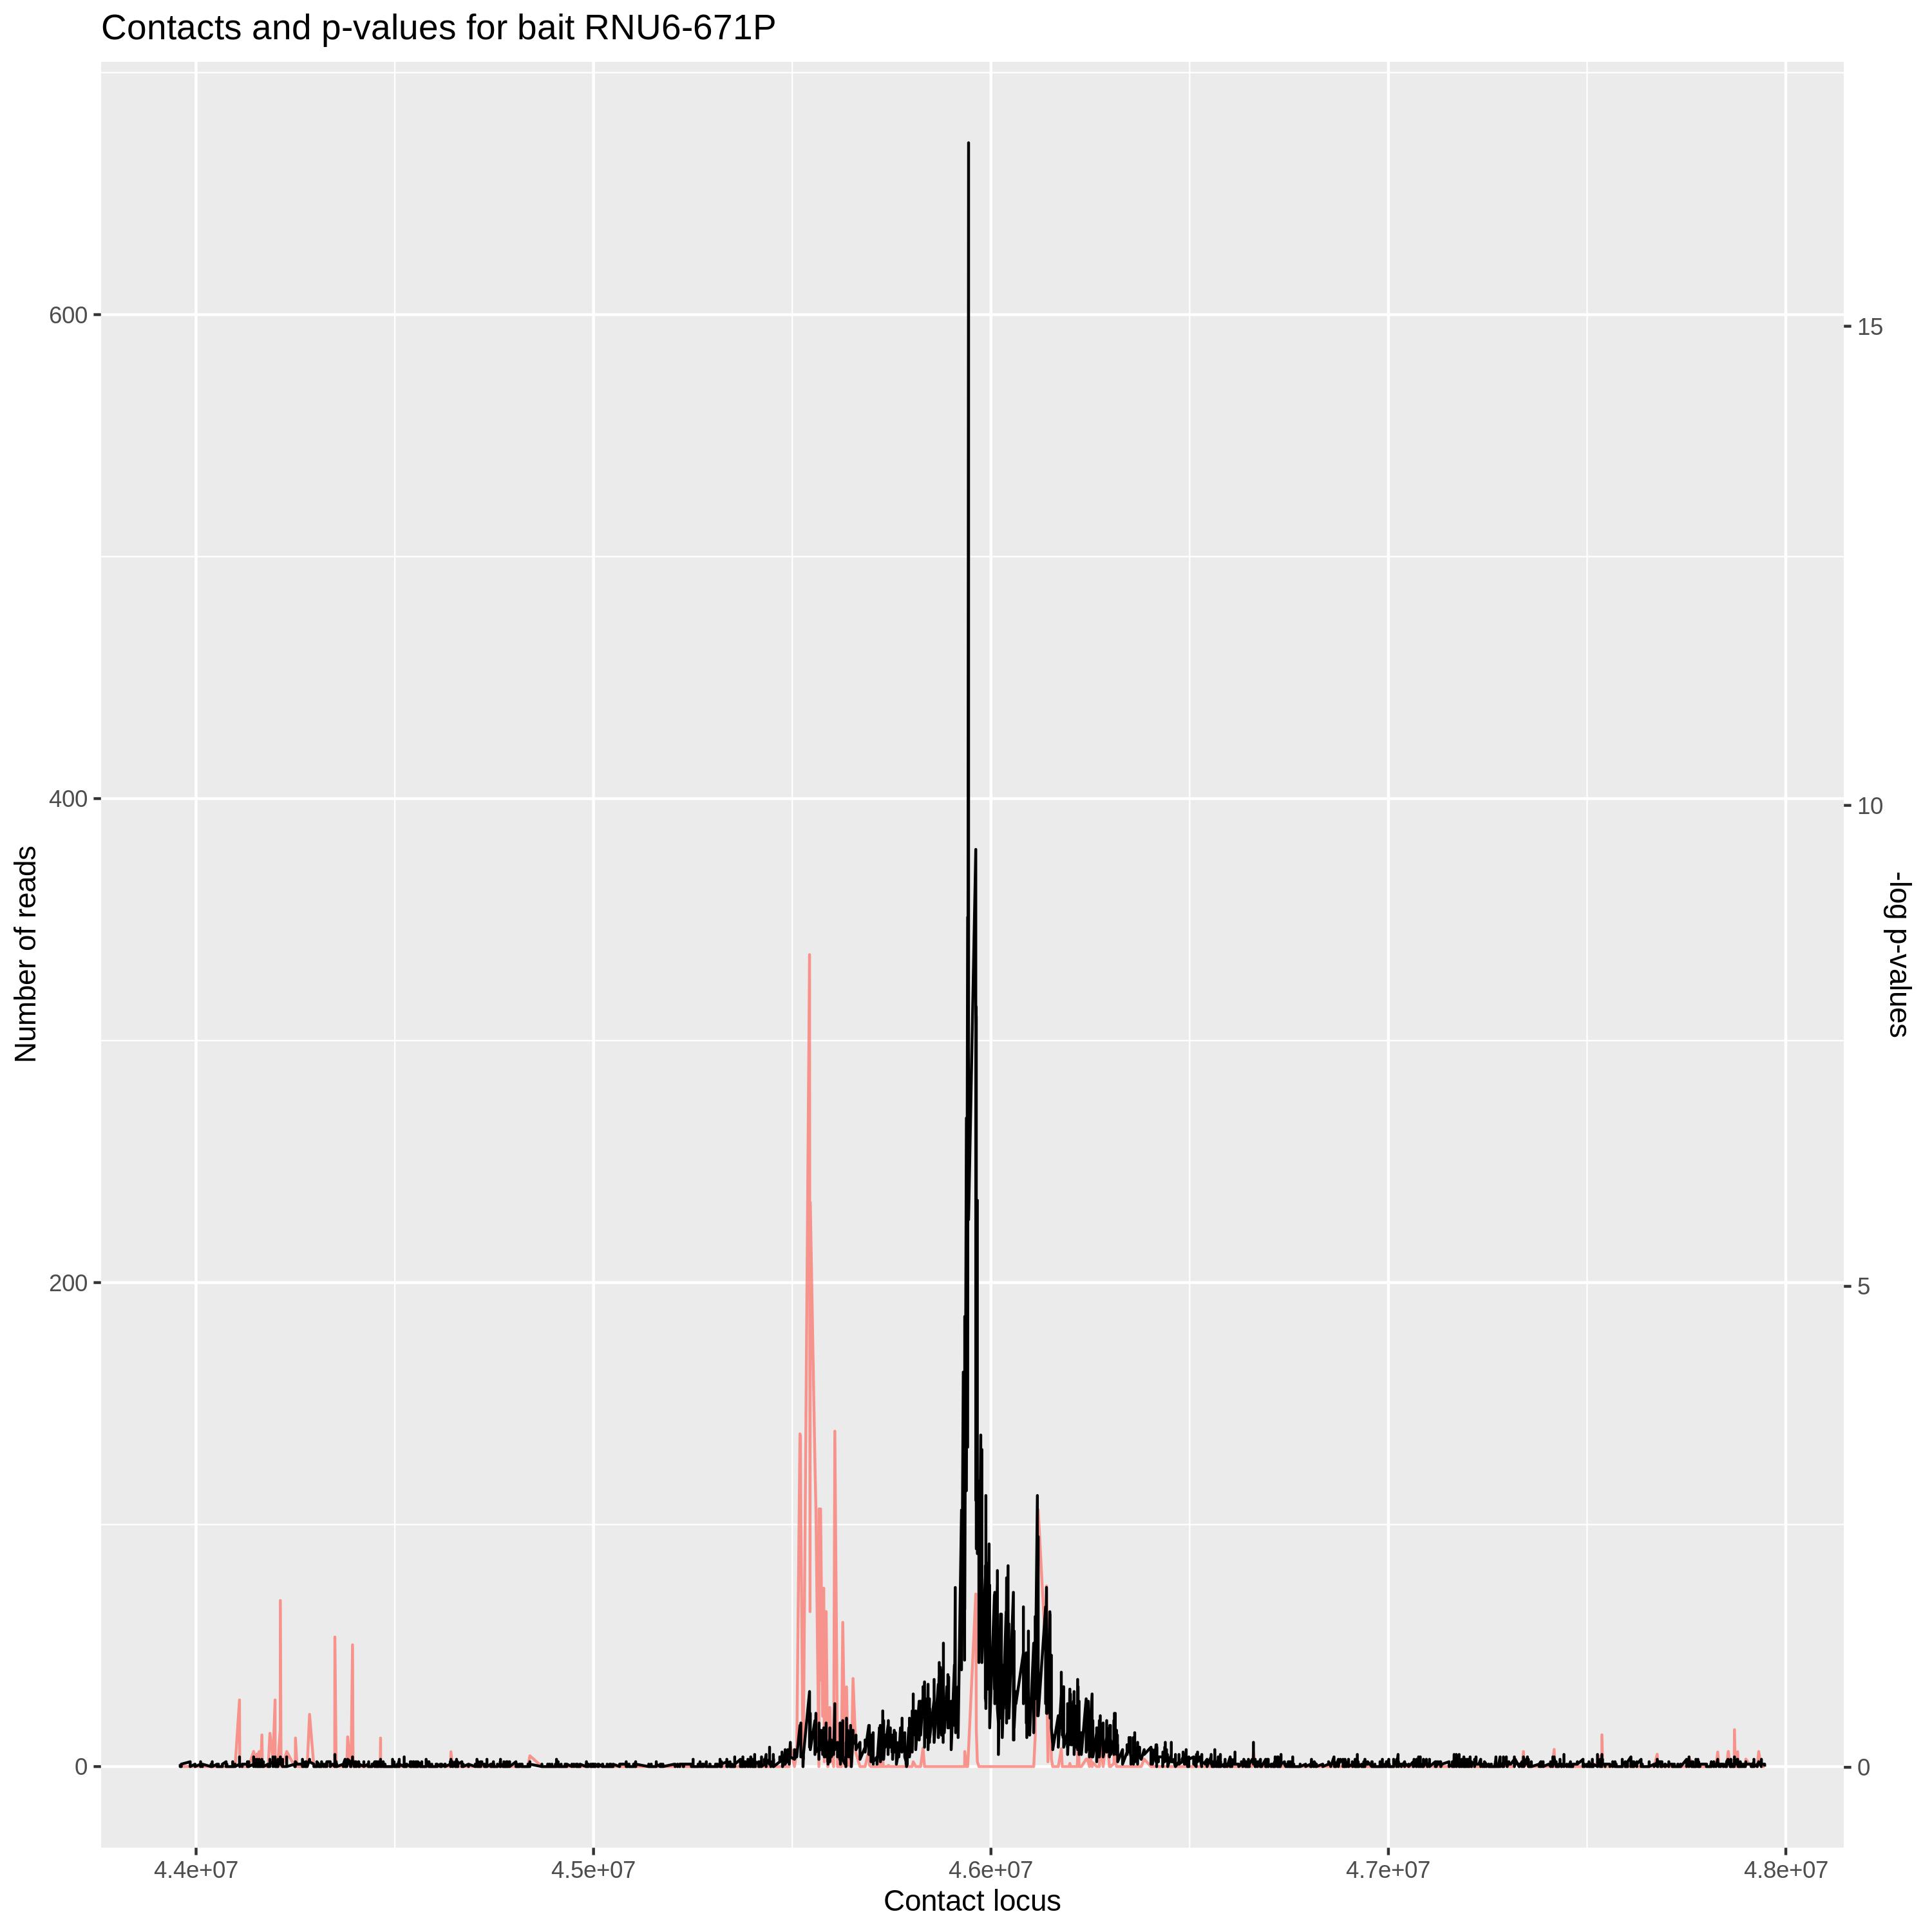 Contacts and p-values for bait RNU6-671P
600
400
200
0
Number of reads
15
10
5
0
-log p-values
4.4e+07
4.5e+07
4.6e+07
4.7e+07
4.8e+07
Contact locus